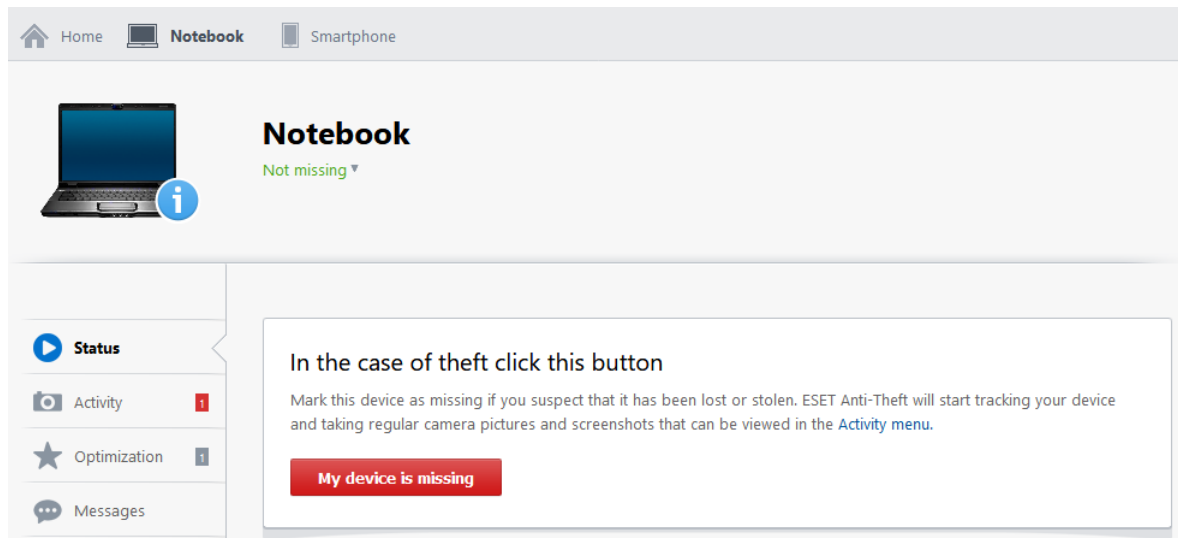 Home Notebook Smartphone
Notebook
Not missing
Status
Activity 1
Optimization 1
Messages
In the case of theft click this button
Mark this device as missing if you suspect that it has been lost or stolen. ESET Anti-Theft will start tracking your device
and taking regular camera pictures and screenshots that can be viewed in the Activity menu.
My device is missing